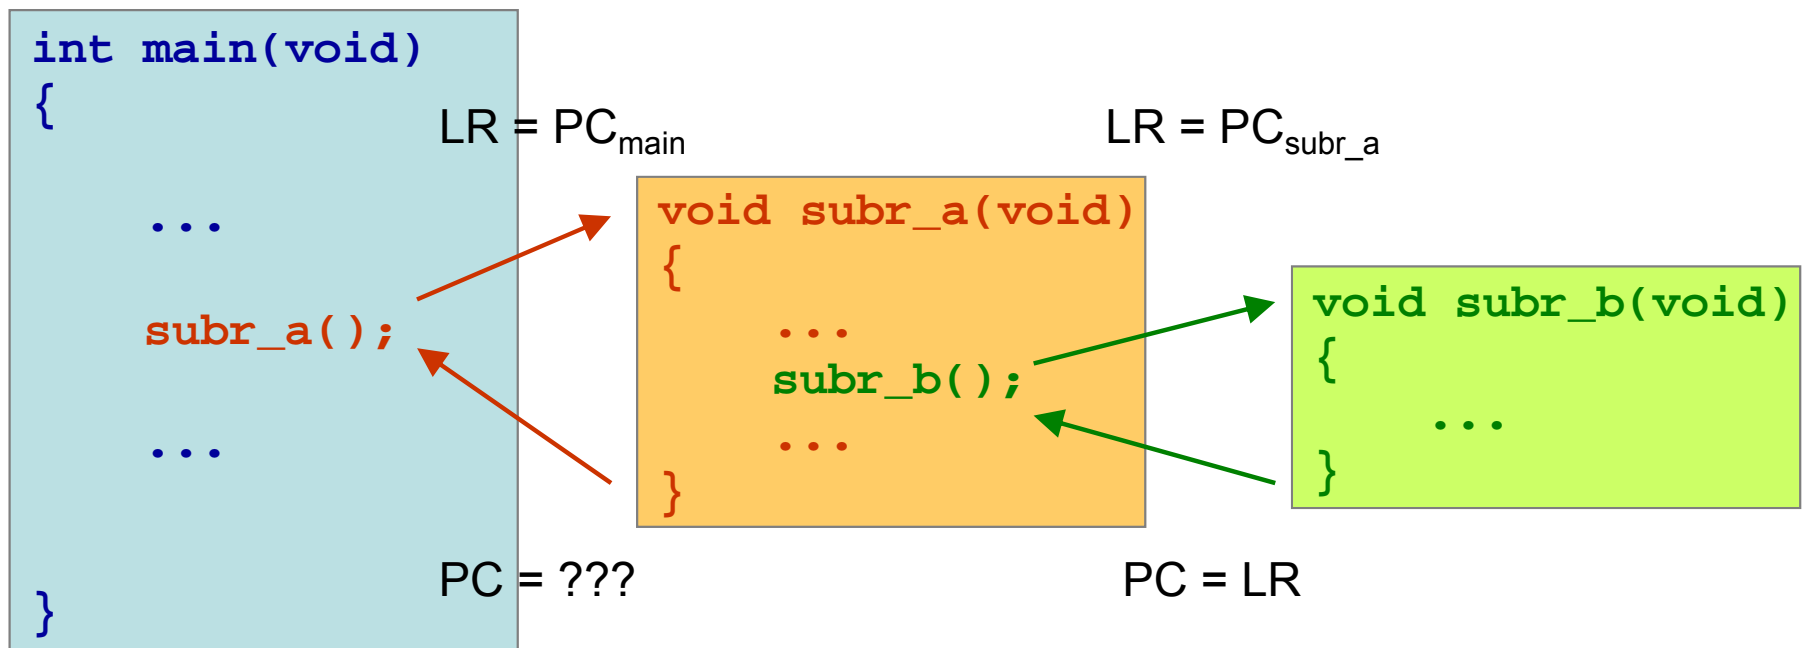 int main(void)
{
...
subr_a();
...
}
LR = PCmain
PC = ???
void subr_a(void)
{
...
subr_b();
...
}
LR = PCsubr_a
PC = LR
void subr_b(void)
{
...
}